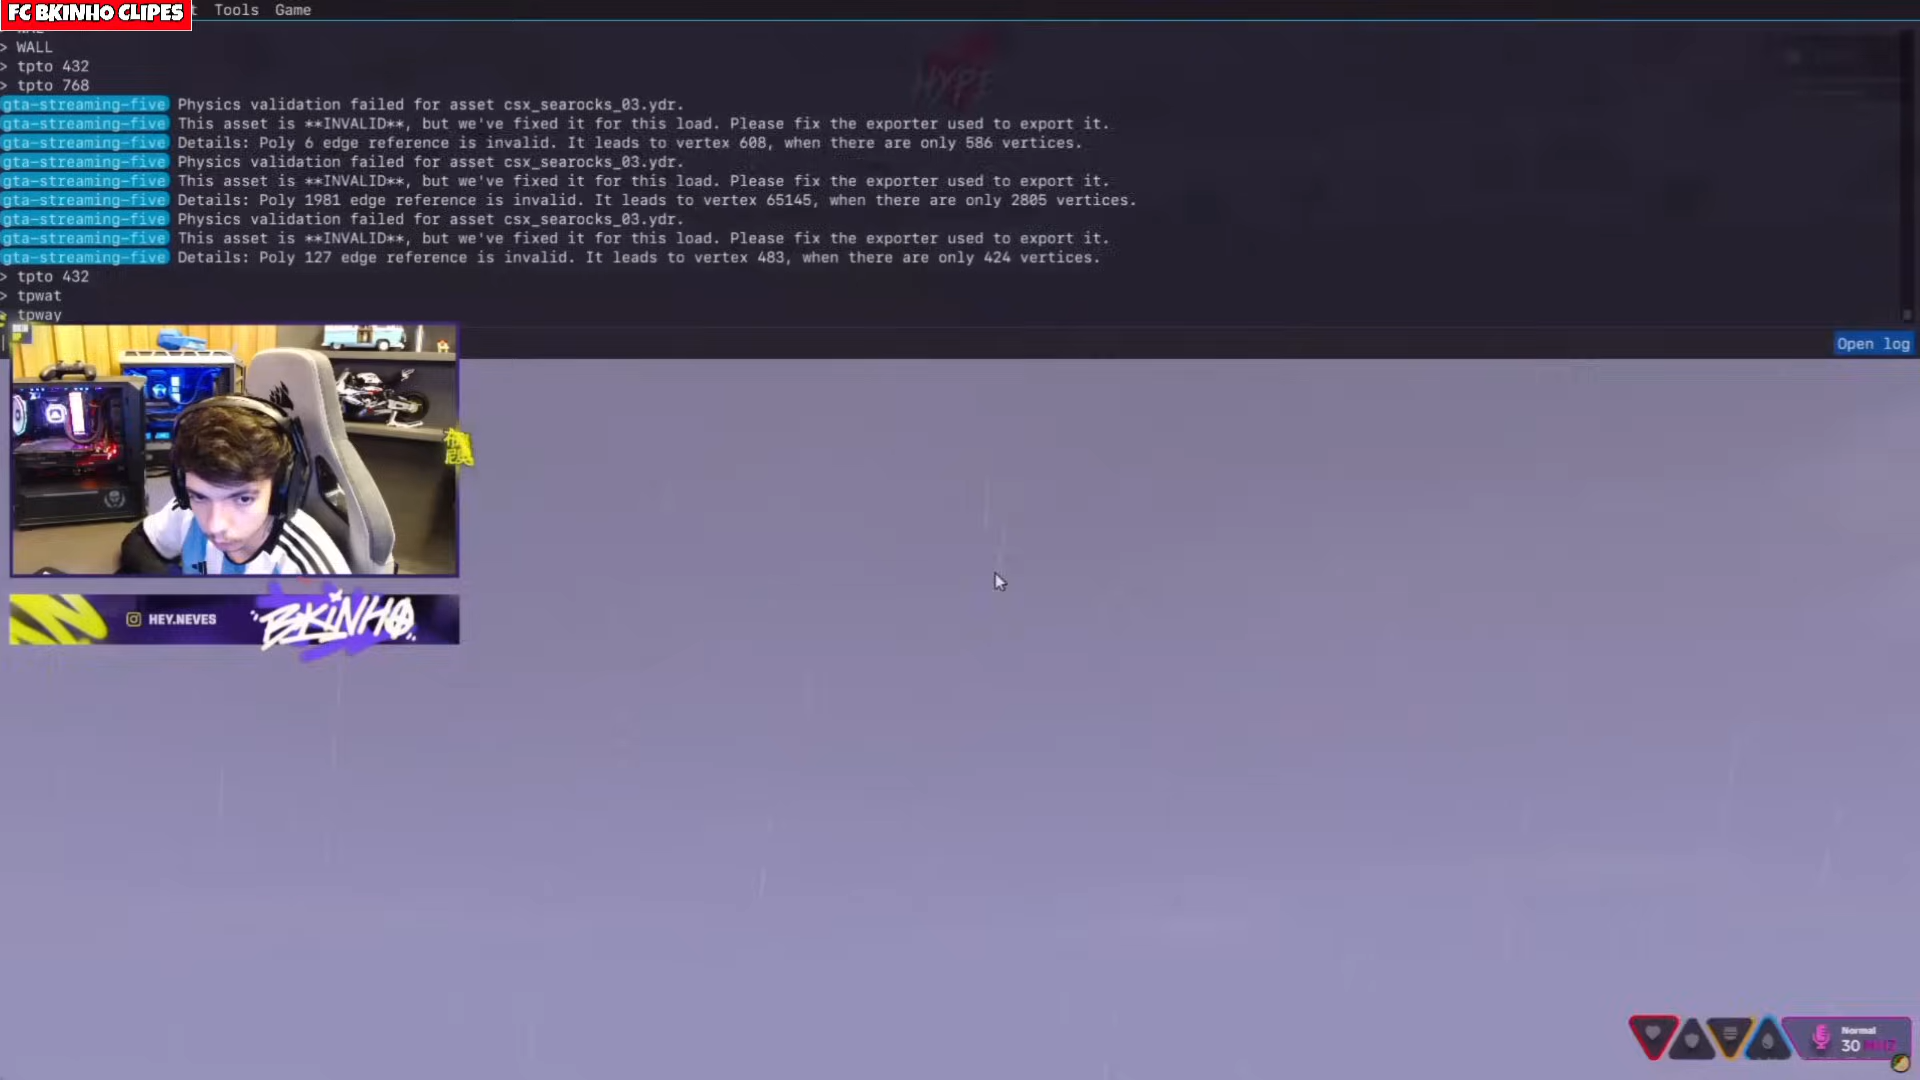 FC BKINHO CLIPES
Tools Game
> WALL
> tpto 432
> tpto 768
gta-streaming-five Physics validation failed for asset csx_searocks_03.ydr.
gta-streaming-five This asset is **INVALID**, but we've fixed it for this load. Please fix the exporter used to export it.
gta-streaming-five Details: Poly 6 edge reference is invalid. It leads to vertex 608, when there are only 586 vertices.
gta-streaming-five Physics validation failed for asset csx_searocks_03.ydr.
gta-streaming-five This asset is **INVALID**, but we've fixed it for this load. Please fix the exporter used to export it.
gta-streaming-five Details: Poly 1981 edge reference is invalid. It leads to vertex 65145, when there are only 2805 vertices.
gta-streaming-five Physics validation failed for asset csx_searocks_03.ydr.
gta-streaming-five This asset is **INVALID**, but we've fixed it for this load. Please fix the exporter used to export it.
gta-streaming-five Details: Poly 127 edge reference is invalid. It leads to vertex 483, when there are only 424 vertices.
> tpto 432
> tpwat
> tpway
Open log
HYPE
HEY.NEVES
BKINHO
Normal
30 MHZ